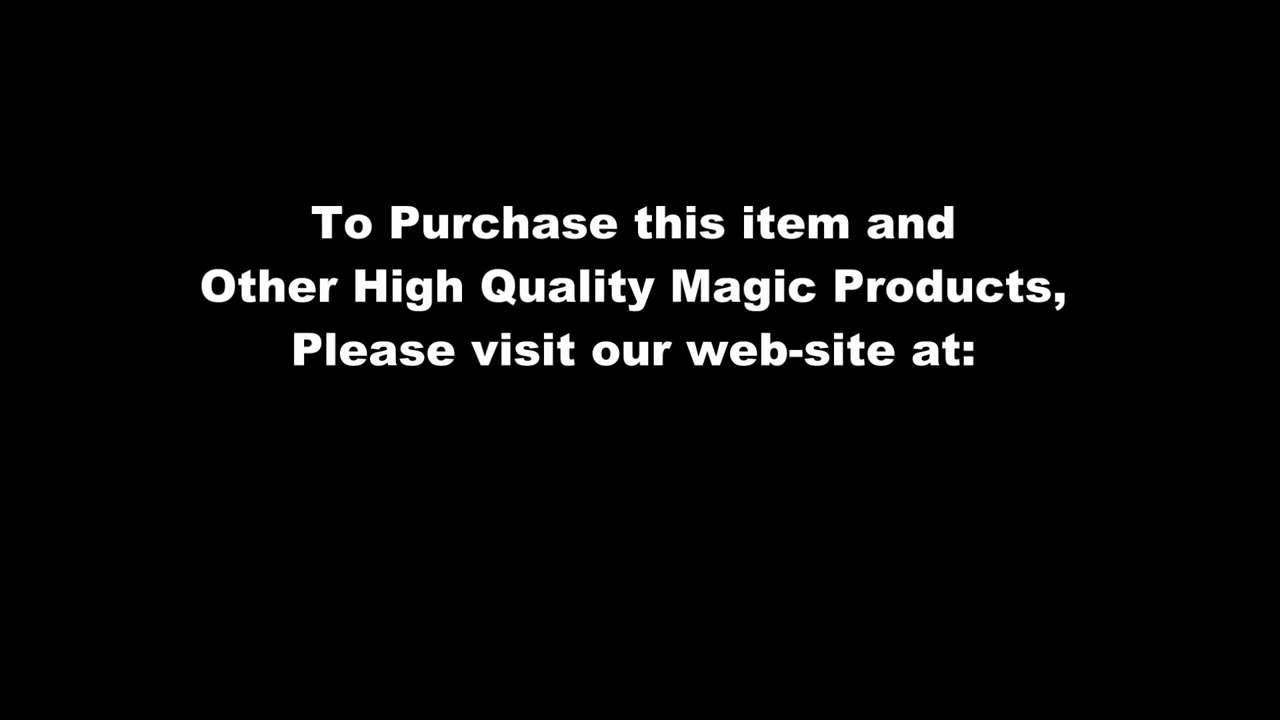 To Purchase this item and
Other High Quality Magic Products,
Please visit our web-site at: